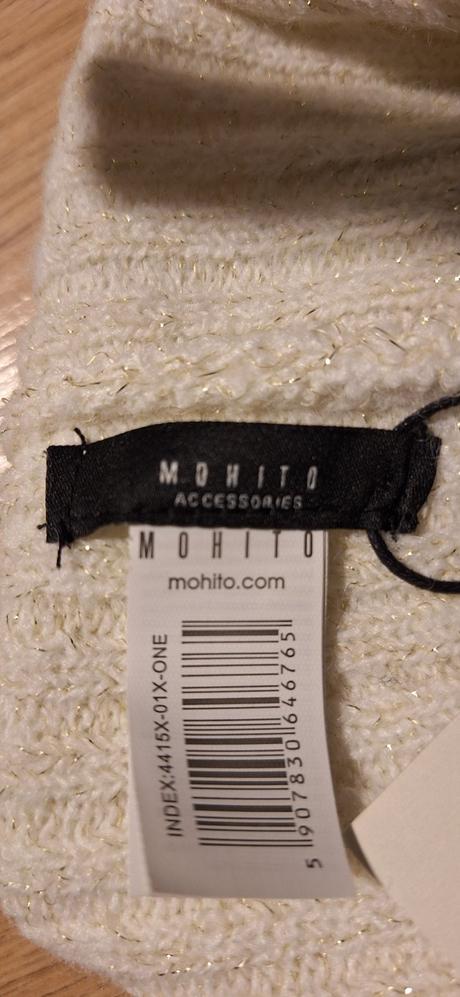 MOHITO
ACCESSORIES
MOHITO
mohito.com
INDEX:4415X-01X-ONE
5 907830 646765